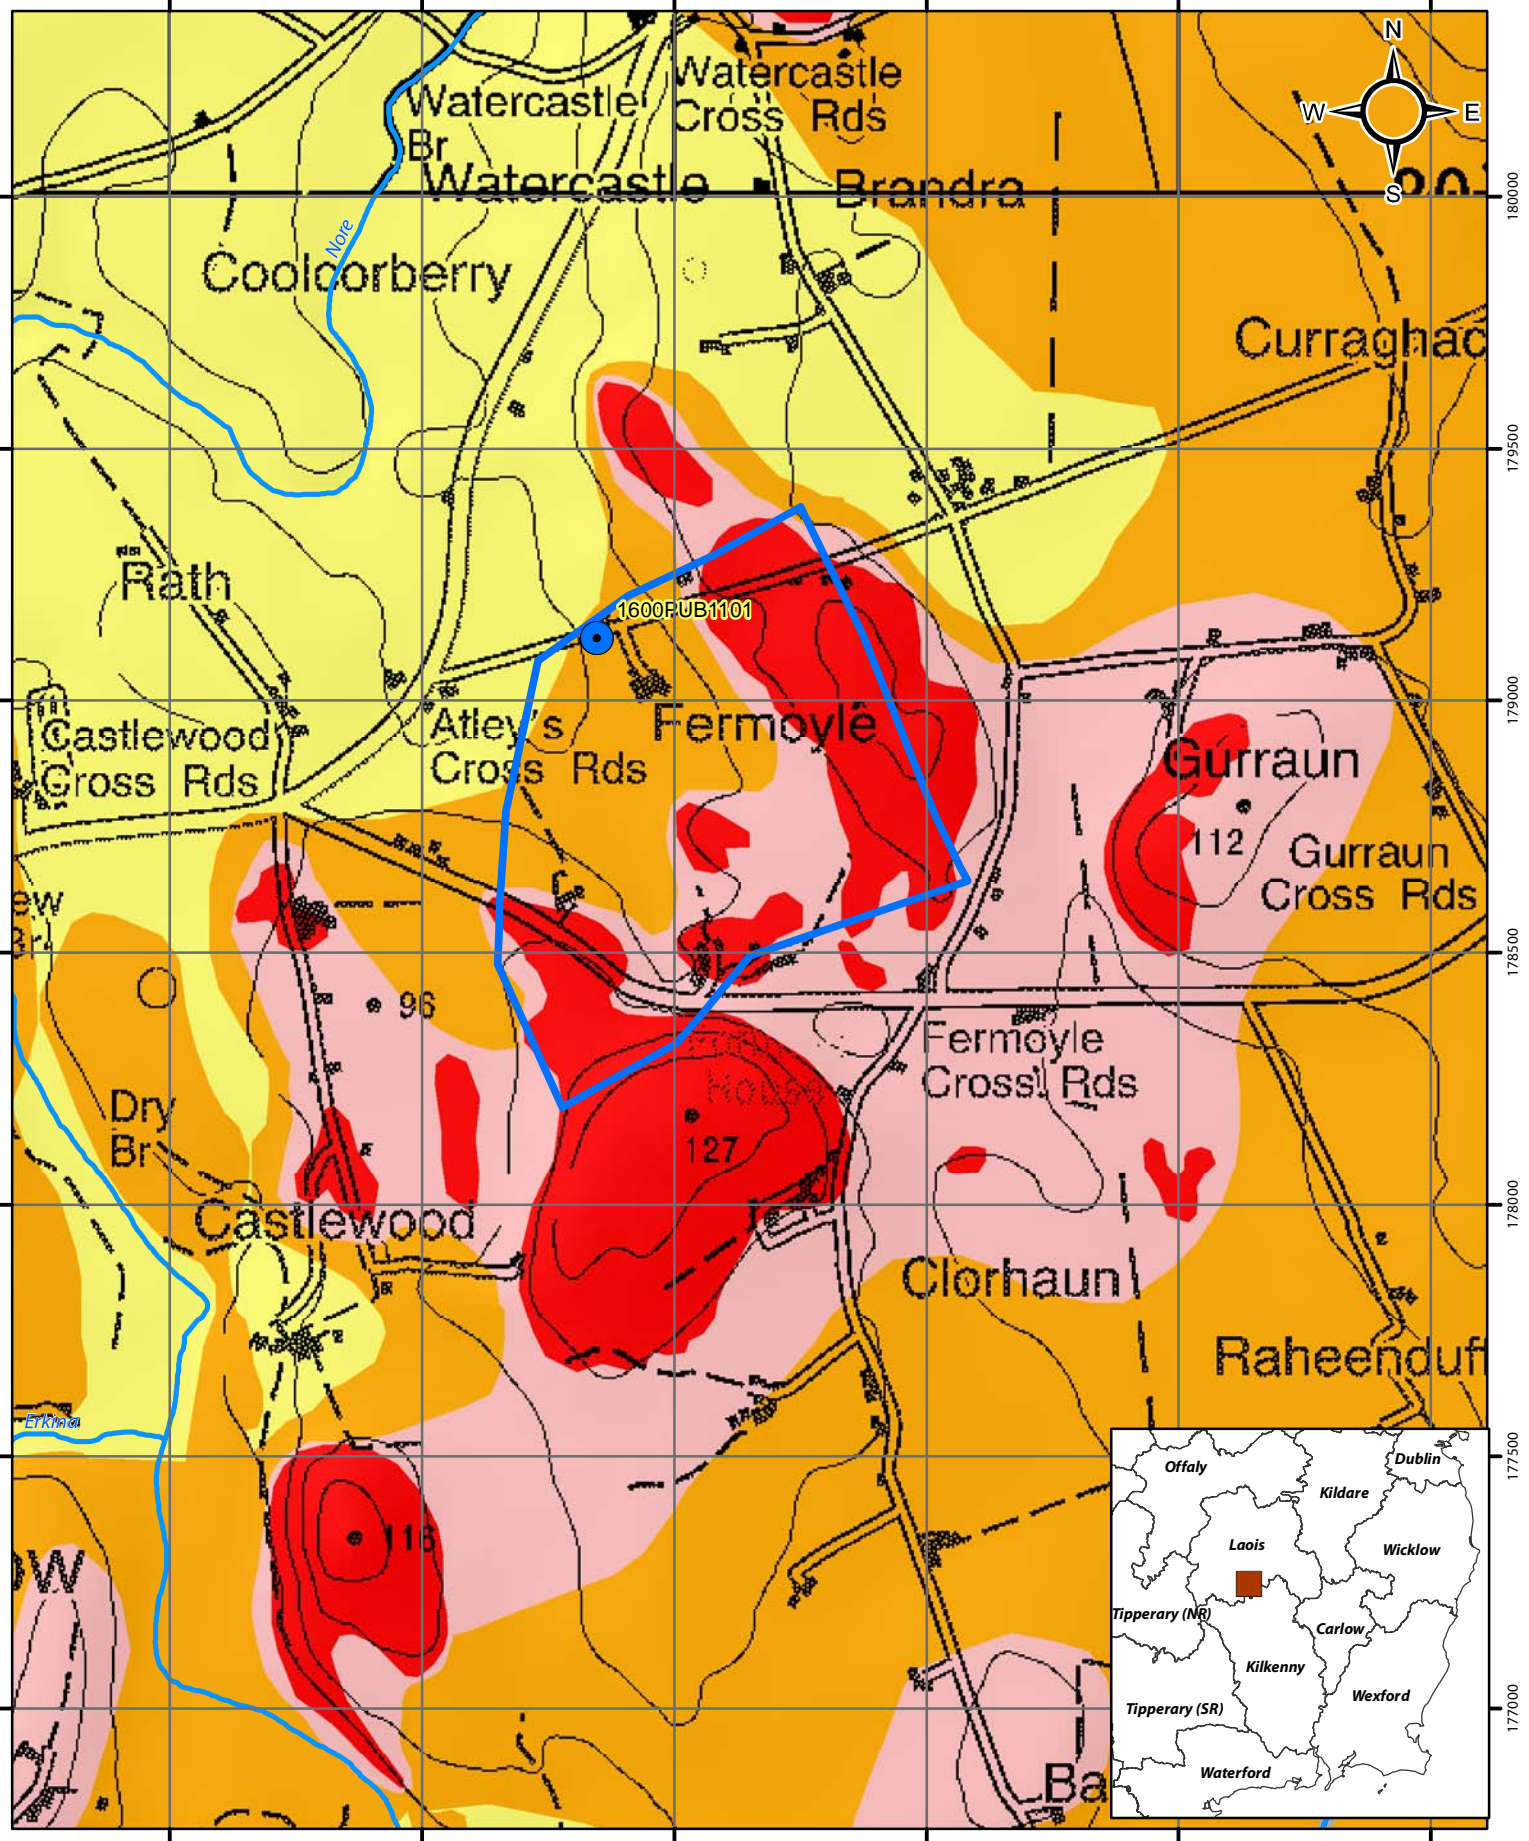 N
W E
S
Watercastle
Cross Rds
Watercastle
Br
Watercastle
Brandra
Nore
Coolcorberry
Curraghac
180000
179500
Rath
1600PUB1101
179000
Atley's
Cross Rds
Fermoyle
Castlewood
Cross Rds
Gurraun
112
Gurraun
Cross Rds
178500
96
Fermoyle
Cross Rds
House
127
Dry
Br
178000
Castlewood
Clorhaun
Raheenduff
Erkina
177500
116
W
177000
Ba
Offaly
Dublin
Kildare
Laois
Wicklow
Tipperary (NR)
Carlow
Kilkenny
Wexford
Tipperary (SR)
Waterford